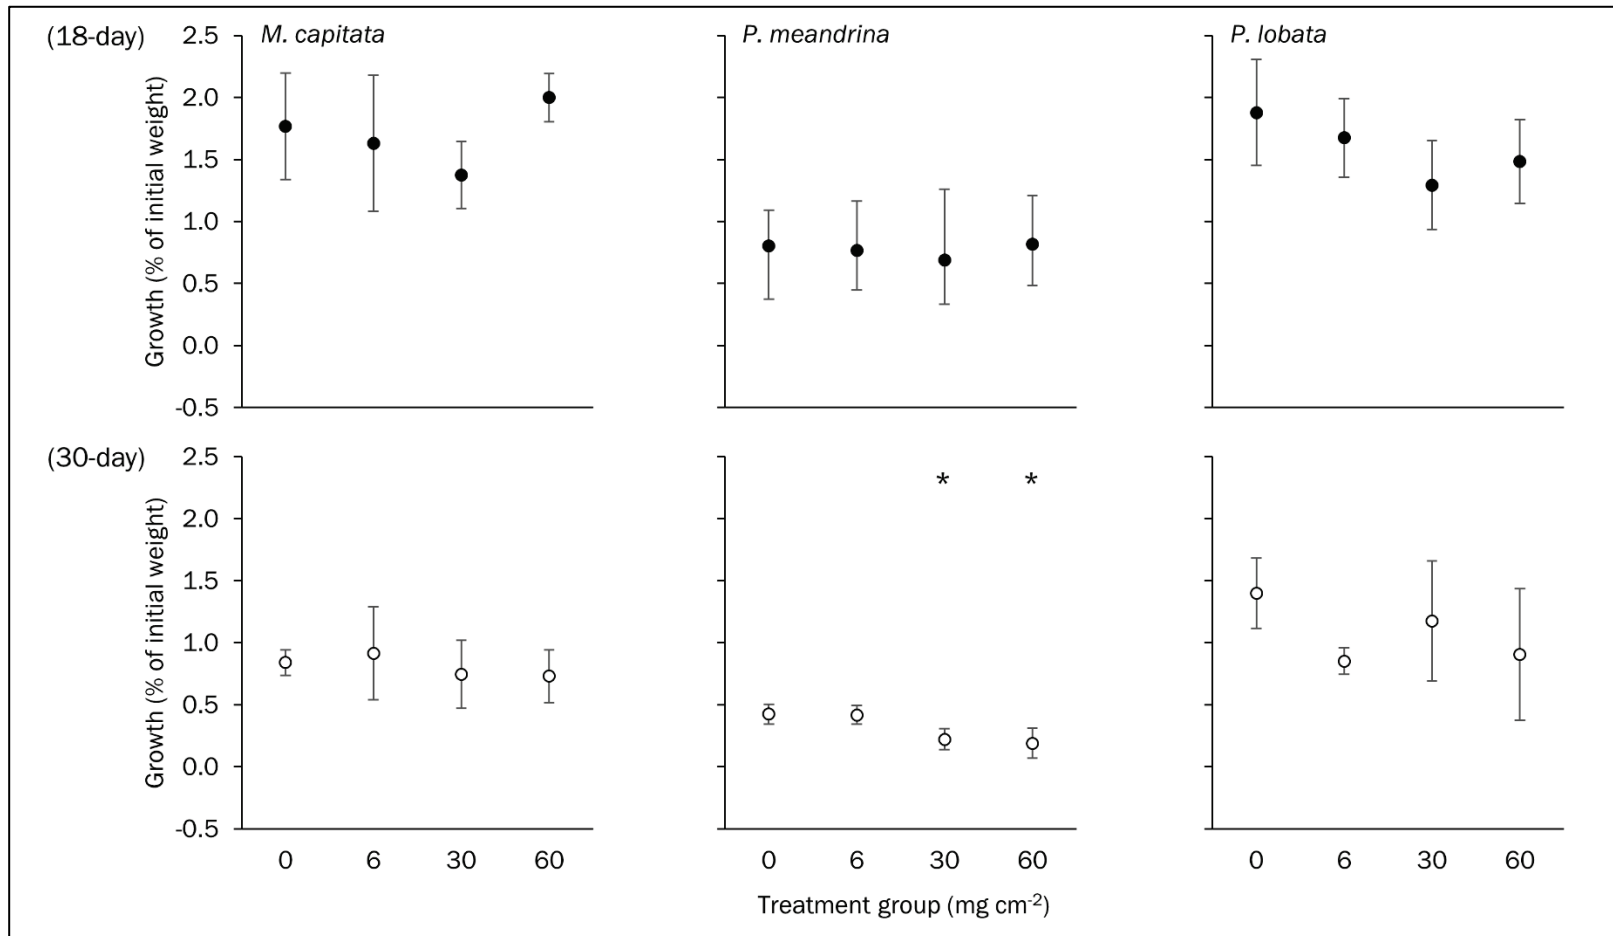 (18-day)
M. capitata
P. meandrina
P. lobata
Growth (% of initial weight)
2.5
2.0
1.5
1.0
0.5
0.0
-0.5
(30-day)
Growth (% of initial weight)
2.5
2.0
1.5
1.0
0.5
0.0
-0.5
* *
0 6 30 60
0 6 30 60
0 6 30 60
Treatment group (mg cm⁻²)